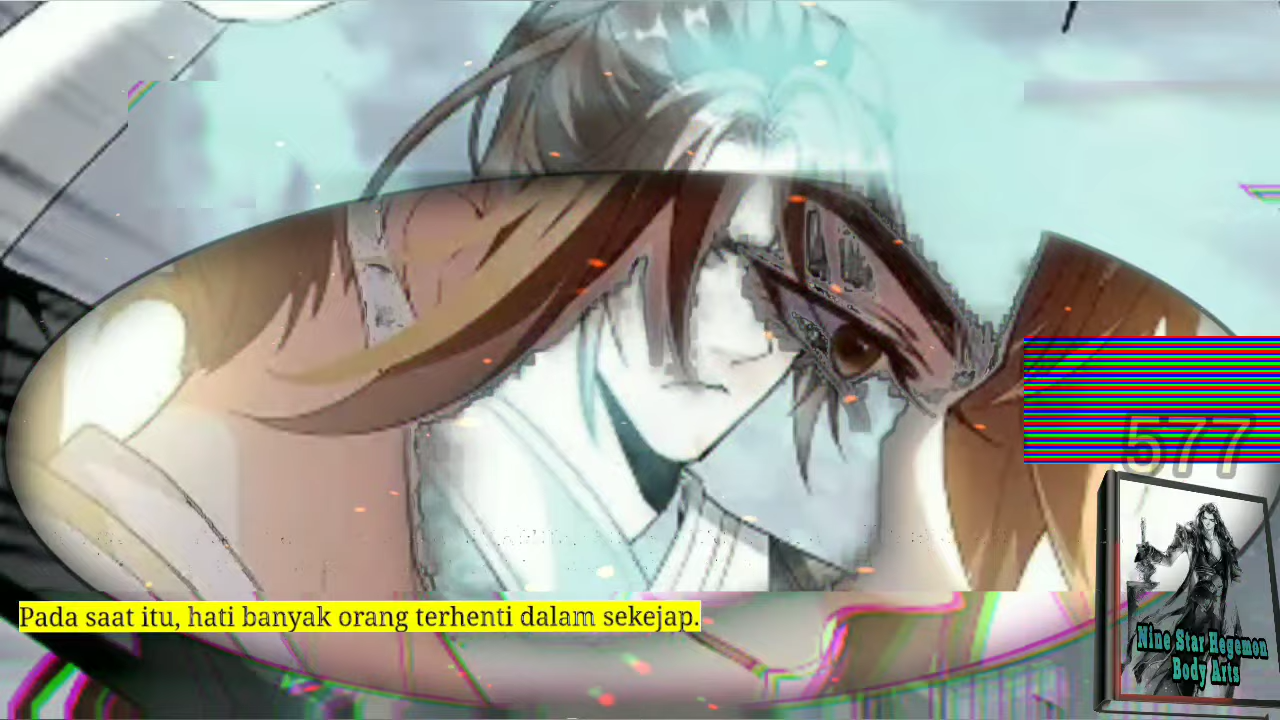 577
Pada saat itu, hati banyak orang terhenti dalam sekejap.
Nine Star Hegemon
Body Arts